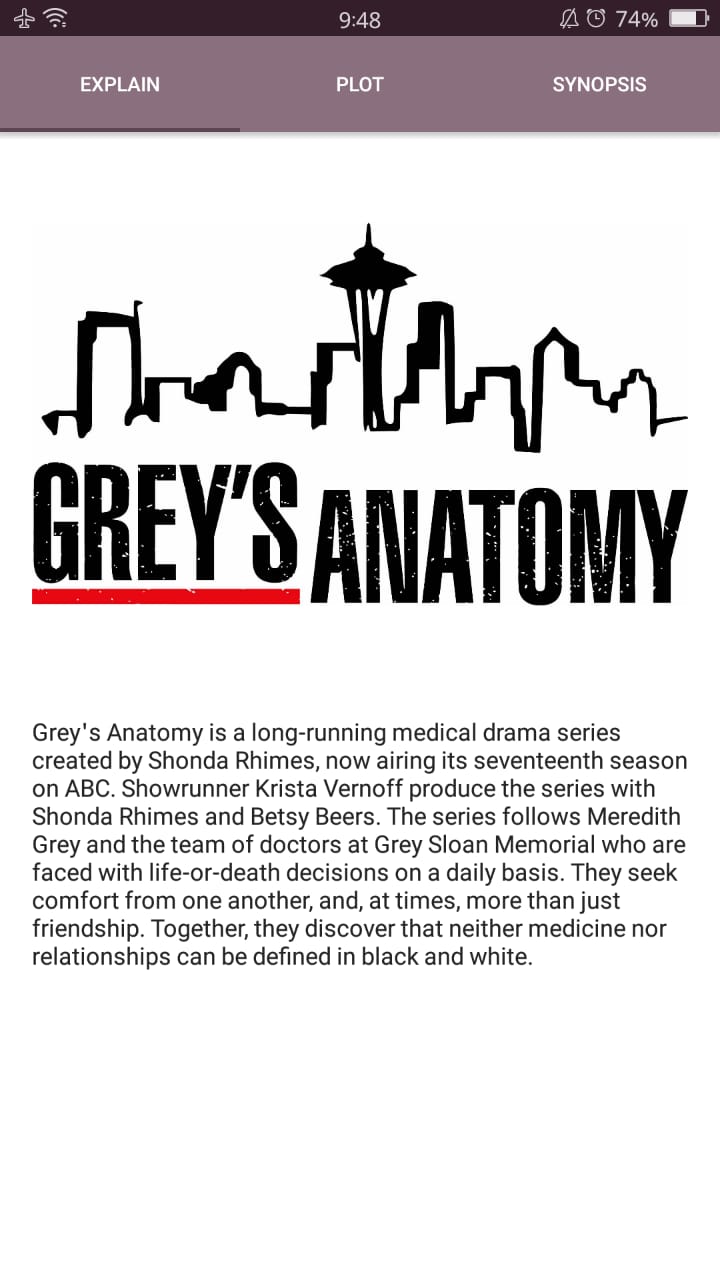 9:48
74%
EXPLAIN PLOT SYNOPSIS
GREY'S ANATOMY
Grey's Anatomy is a long-running medical drama series
created by Shonda Rhimes, now airing its seventeenth season
on ABC. Showrunner Krista Vernoff produce the series with
Shonda Rhimes and Betsy Beers. The series follows Meredith
Grey and the team of doctors at Grey Sloan Memorial who are
faced with life-or-death decisions on a daily basis. They seek
comfort from one another, and, at times, more than just
friendship. Together, they discover that neither medicine nor
relationships can be defined in black and white.